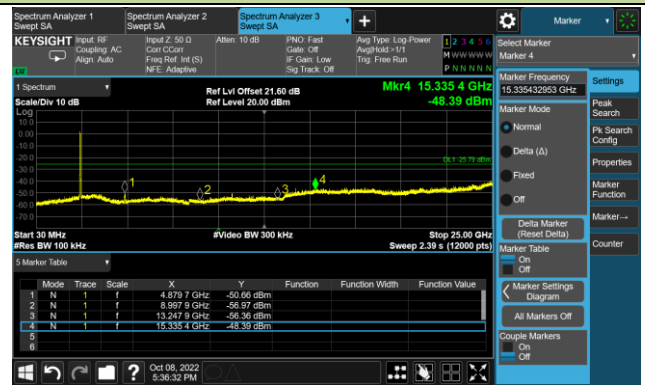 Spectrum Analyzer 1
Swept SA
Spectrum Analyzer 2
Swept SA
Spectrum Analyzer 3
Swept SA
+
Marker
KEYSIGHT
Input: RF
Coupling: AC
Align: Auto
Input Z: 50 Ω
Corr CCorr
Freq Ref: Int (S)
NFE: Adaptive
Atten: 10 dB
PNO: Fast
Gate: Off
IF Gain: Low
Sig Track: Off
Avg Type: Log-Power
Avg|Hold:>1/1
Trig: Free Run
1 2 3 4 5 6
M W W W W W
P N N N N N
LXI
1 Spectrum
Scale/Div 10 dB
Log
Ref Lvl Offset 21.60 dB
Ref Level 20.00 dBm
Mkr4 15.335 4 GHz
-48.39 dBm
10.0
0.00
-10.0
-20.0
-30.0
-40.0
-50.0
-60.0
-70.0
DL1 -25.79 dBm
1
2
3
4
Start 30 MHz
#Res BW 100 kHz
#Video BW 300 kHz
Stop 25.00 GHz
Sweep 2.39 s (12000 pts)
5 Marker Table
Mode Trace Scale X Y Function Function Width Function Value
1 N 1 f 4.879 7 GHz -50.66 dBm
2 N 1 f 8.997 9 GHz -56.97 dBm
3 N 1 f 13.247 9 GHz -56.36 dBm
4 N 1 f 15.335 4 GHz -48.39 dBm
5
6
Select Marker
Marker 4
Marker Frequency
15.335432953 GHz
Marker Mode
Normal
Delta (Δ)
Fixed
Off
Delta Marker
(Reset Delta)
Marker Table
On
Off
Marker Settings
Diagram
All Markers Off
Couple Markers
On
Off
Settings
Peak
Search
Pk Search
Config
Properties
Marker
Function
Marker→
Counter
?
Oct 08, 2022
5:36:32 PM